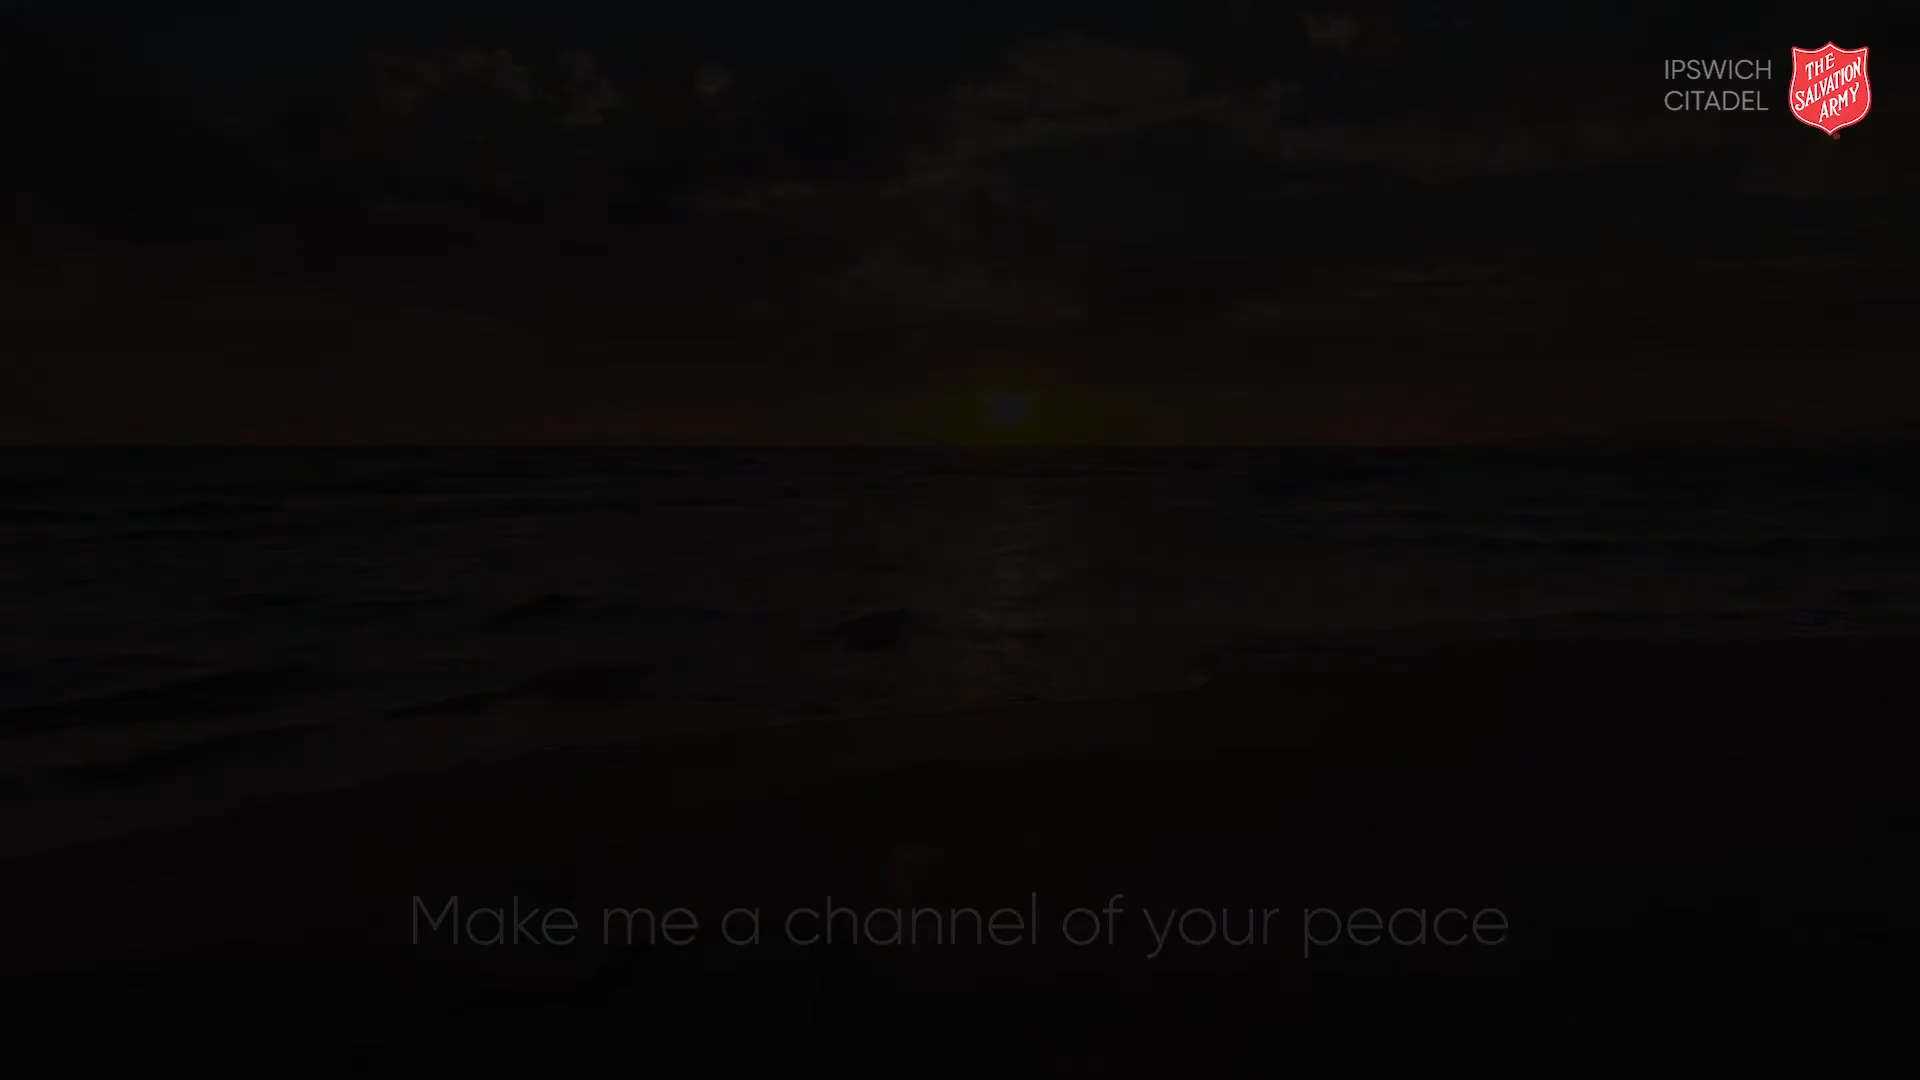 IPSWICH
CITADEL
THE
SALVATION
ARMY
Make me a channel of your peace